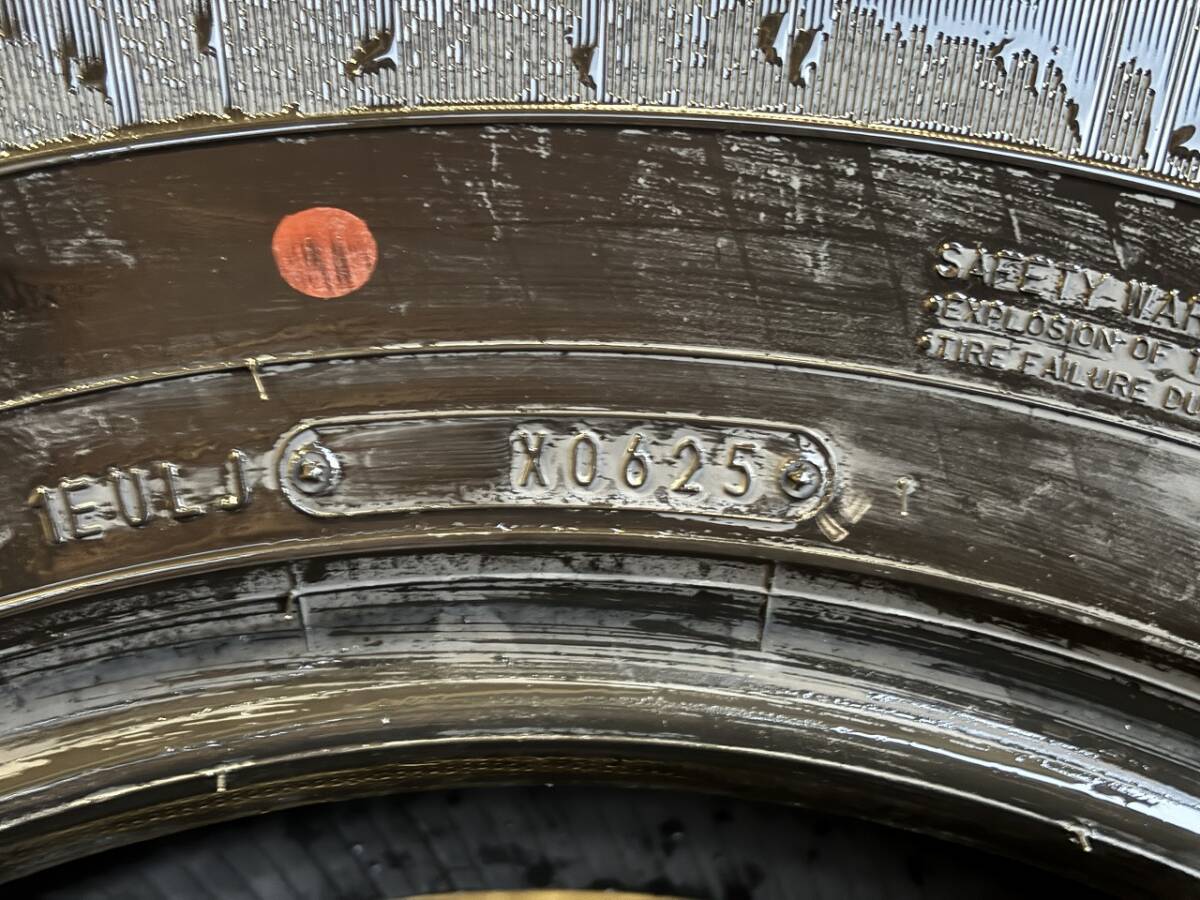 SAFETY WAR
•EXPLOSION OF T
•TIRE FAILURE DU
1EULJ X0625